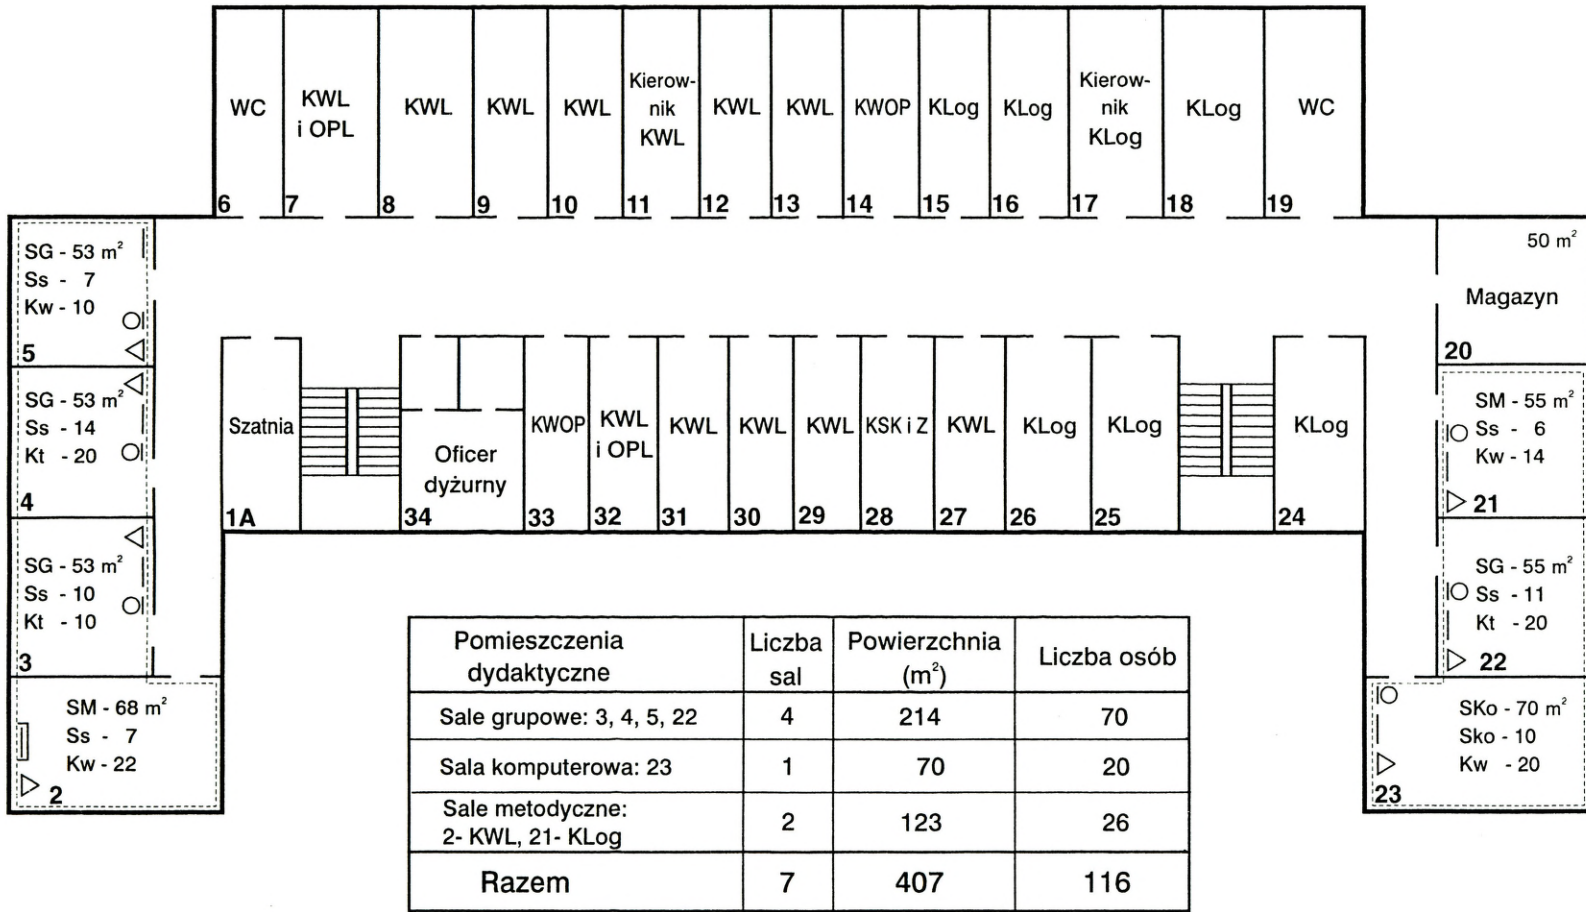 WC
KWL
i OPL
KWL
KWL
KWL
Kierow-
nik
KWL
KWL
KWL
KWOP
KLog
KLog
Kierow-
nik
KLog
KLog
WC
6
7
8
9
10
11
12
13
14
15
16
17
18
19
SG - 53 m²
Ss - 7
Kw - 10
5
SG - 53 m²
Ss - 14
Kt - 20
4
SG - 53 m²
Ss - 10
Kt - 10
3
SM - 68 m²
Ss - 7
Kw - 22
2
Szatnia
1A
Oficer
dyżurny
34
KWOP
33
KWL
i OPL
32
KWL
31
KWL
30
KWL
29
KSK i Z
28
KWL
27
KLog
26
KLog
25
KLog
24
50 m²
Magazyn
20
SM - 55 m²
Ss - 6
Kw - 14
21
SG - 55 m²
Ss - 11
Kt - 20
22
SKo - 70 m²
Sko - 10
Kw - 20
23
Pomieszczenia
dydaktyczne
Liczba
sal
Powierzchnia
(m²)
Liczba osób
Sale grupowe: 3, 4, 5, 22 4 214 70
Sala komputerowa: 23 1 70 20
Sale metodyczne:
2- KWL, 21- KLog 2 123 26
Razem 7 407 116